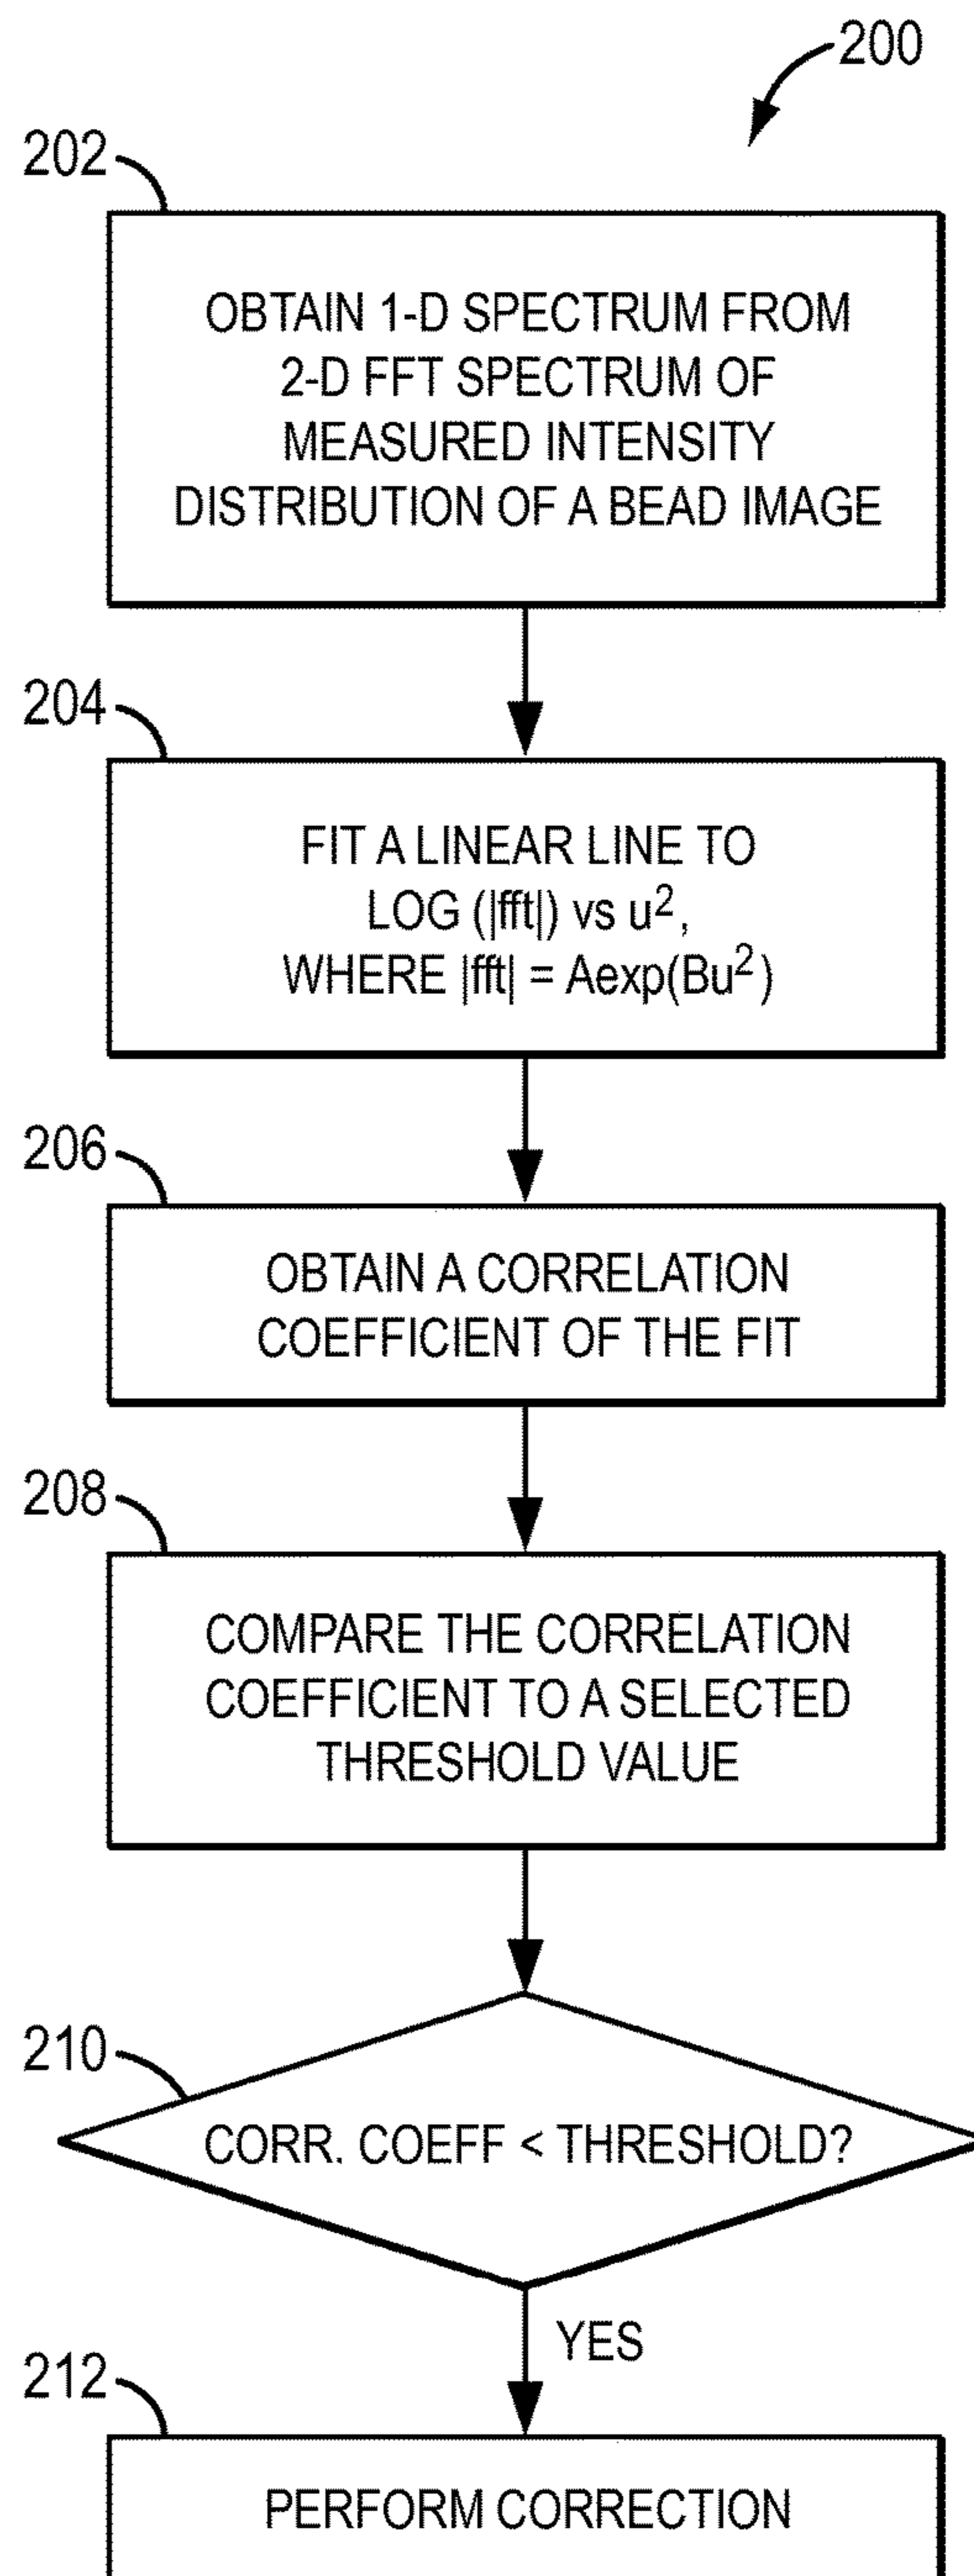 200
202
OBTAIN 1-D SPECTRUM FROM
2-D FFT SPECTRUM OF
MEASURED INTENSITY
DISTRIBUTION OF A BEAD IMAGE
204
FIT A LINEAR LINE TO
LOG (|fft|) vs u²,
WHERE |fft| = Aexp(Bu²)
206
OBTAIN A CORRELATION
COEFFICIENT OF THE FIT
208
COMPARE THE CORRELATION
COEFFICIENT TO A SELECTED
THRESHOLD VALUE
210
CORR. COEFF < THRESHOLD?
YES
212
PERFORM CORRECTION